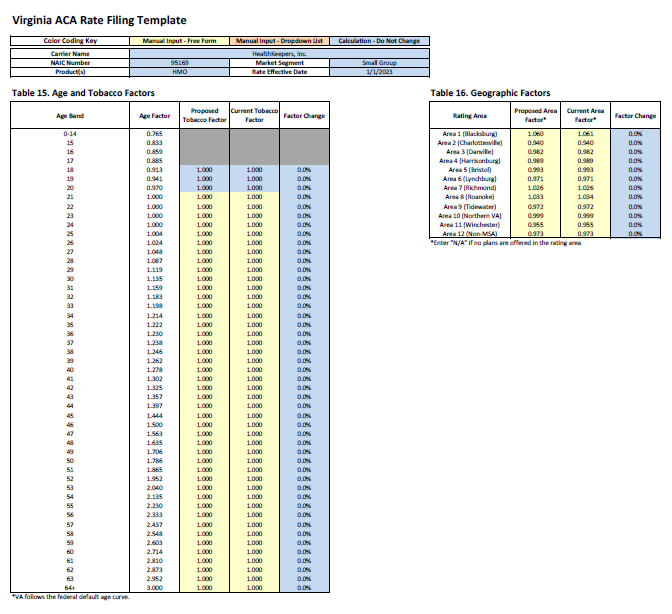 Virginia ACA Rate Filing Template
Color Coding Key Manual Input - Free Form Manual Input - Dropdown List Calculation - Do Not Change
Carrier Name HealthKeepers, Inc.
NAIC Number 95169 Market Segment Small Group
Product(s) HMO Rate Effective Date 1/1/2023
Table 15. Age and Tobacco Factors
Age Band Age Factor Proposed Tobacco Factor Current Tobacco Factor Factor Change
0-14 0.765
15 0.833
16 0.859
17 0.885
18 0.913 1.000 1.000 0.0%
19 0.941 1.000 1.000 0.0%
20 0.970 1.000 1.000 0.0%
21 1.000 1.000 1.000 0.0%
22 1.000 1.000 1.000 0.0%
23 1.000 1.000 1.000 0.0%
24 1.000 1.000 1.000 0.0%
25 1.004 1.000 1.000 0.0%
26 1.024 1.000 1.000 0.0%
27 1.048 1.000 1.000 0.0%
28 1.087 1.000 1.000 0.0%
29 1.119 1.000 1.000 0.0%
30 1.135 1.000 1.000 0.0%
31 1.159 1.000 1.000 0.0%
32 1.183 1.000 1.000 0.0%
33 1.198 1.000 1.000 0.0%
34 1.214 1.000 1.000 0.0%
35 1.222 1.000 1.000 0.0%
36 1.230 1.000 1.000 0.0%
37 1.238 1.000 1.000 0.0%
38 1.246 1.000 1.000 0.0%
39 1.262 1.000 1.000 0.0%
40 1.278 1.000 1.000 0.0%
41 1.302 1.000 1.000 0.0%
42 1.325 1.000 1.000 0.0%
43 1.357 1.000 1.000 0.0%
44 1.397 1.000 1.000 0.0%
45 1.444 1.000 1.000 0.0%
46 1.500 1.000 1.000 0.0%
47 1.563 1.000 1.000 0.0%
48 1.635 1.000 1.000 0.0%
49 1.706 1.000 1.000 0.0%
50 1.786 1.000 1.000 0.0%
51 1.865 1.000 1.000 0.0%
52 1.952 1.000 1.000 0.0%
53 2.040 1.000 1.000 0.0%
54 2.135 1.000 1.000 0.0%
55 2.230 1.000 1.000 0.0%
56 2.333 1.000 1.000 0.0%
57 2.437 1.000 1.000 0.0%
58 2.548 1.000 1.000 0.0%
59 2.603 1.000 1.000 0.0%
60 2.714 1.000 1.000 0.0%
61 2.810 1.000 1.000 0.0%
62 2.873 1.000 1.000 0.0%
63 2.952 1.000 1.000 0.0%
64+ 3.000 1.000 1.000 0.0%
*VA follows the federal default age curve.
Table 16. Geographic Factors
Rating Area Proposed Area Factor* Current Area Factor* Factor Change
Area 1 (Blacksburg) 1.060 1.061 0.0%
Area 2 (Charlottesville) 0.940 0.940 0.0%
Area 3 (Danville) 0.982 0.982 0.0%
Area 4 (Harrisonburg) 0.989 0.989 0.0%
Area 5 (Bristol) 0.993 0.993 0.0%
Area 6 (Lynchburg) 0.971 0.971 0.0%
Area 7 (Richmond) 1.026 1.026 0.0%
Area 8 (Roanoke) 1.033 1.034 0.0%
Area 9 (Tidewater) 0.972 0.972 0.0%
Area 10 (Northern VA) 0.999 0.999 0.0%
Area 11 (Winchester) 0.955 0.955 0.0%
Area 12 (Non-MSA) 0.973 0.973 0.0%
*Enter "N/A" if no plans are offered in the rating area